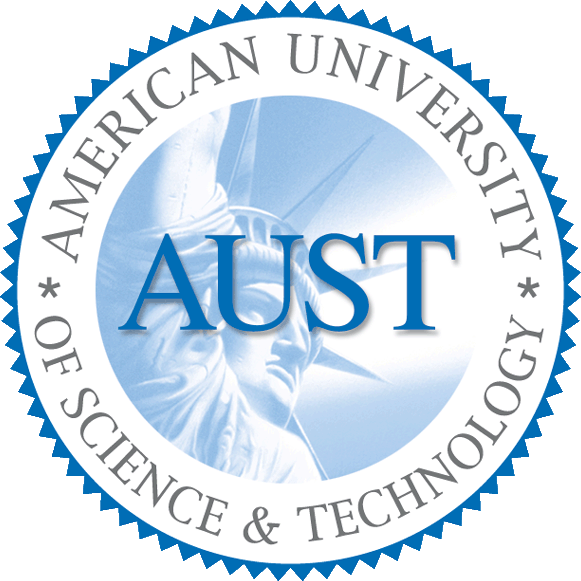 AMERICAN UNIVERSITY
AUST
* OF SCIENCE & TECHNOLOGY *